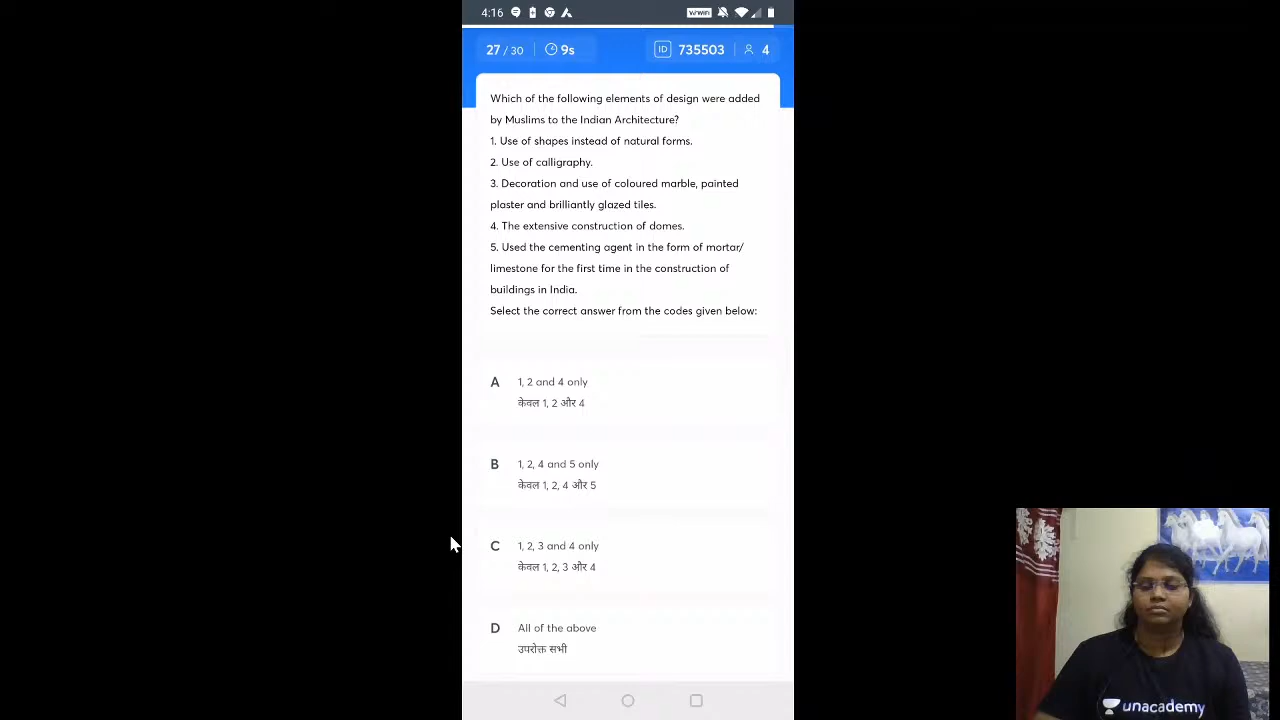 4:16
27 / 30
9s
ID 735503
4
Which of the following elements of design were added
by Muslims to the Indian Architecture?
1. Use of shapes instead of natural forms.
2. Use of calligraphy.
3. Decoration and use of coloured marble, painted
plaster and brilliantly glazed tiles.
4. The extensive construction of domes.
5. Used the cementing agent in the form of mortar/
limestone for the first time in the construction of
buildings in India.
Select the correct answer from the codes given below:
A 1, 2 and 4 only
केवल 1, 2 और 4
B 1, 2, 4 and 5 only
केवल 1, 2, 4 और 5
C 1, 2, 3 and 4 only
केवल 1, 2, 3 और 4
D All of the above
उपरोक्त सभी
unacademy